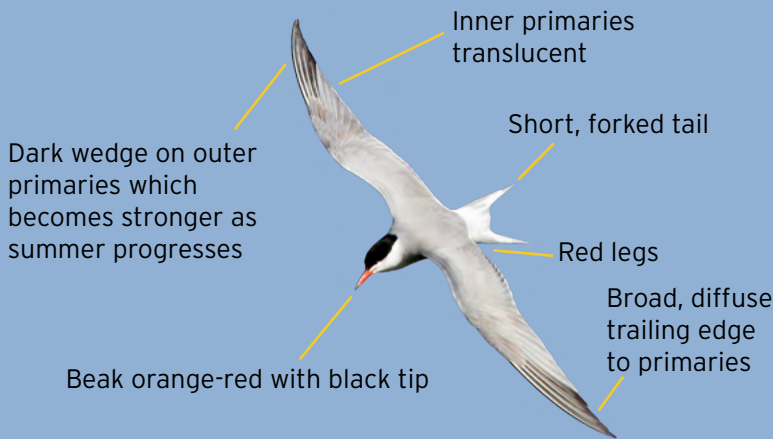 Inner primaries
translucent
Short, forked tail
Dark wedge on outer
primaries which
becomes stronger as
summer progresses
Red legs
Broad, diffuse
trailing edge
to primaries
Beak orange-red with black tip